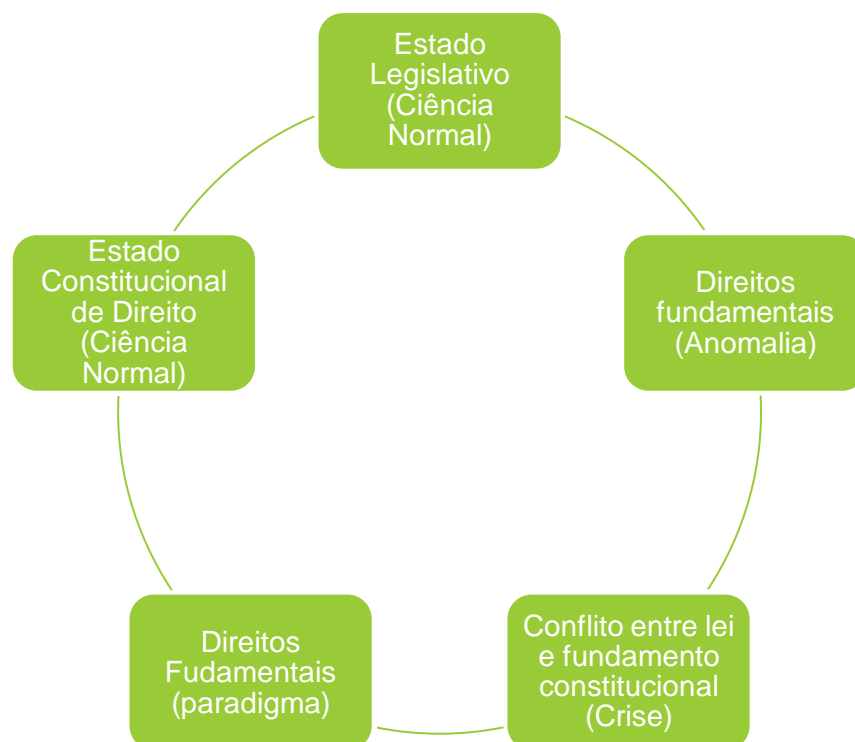 Estado
Legislativo
(Ciência
Normal)
Direitos
fundamentais
(Anomalia)
Conflito entre lei
e fundamento
constitucional
(Crise)
Direitos
Fudamentais
(paradigma)
Estado
Constitucional
de Direito
(Ciência
Normal)